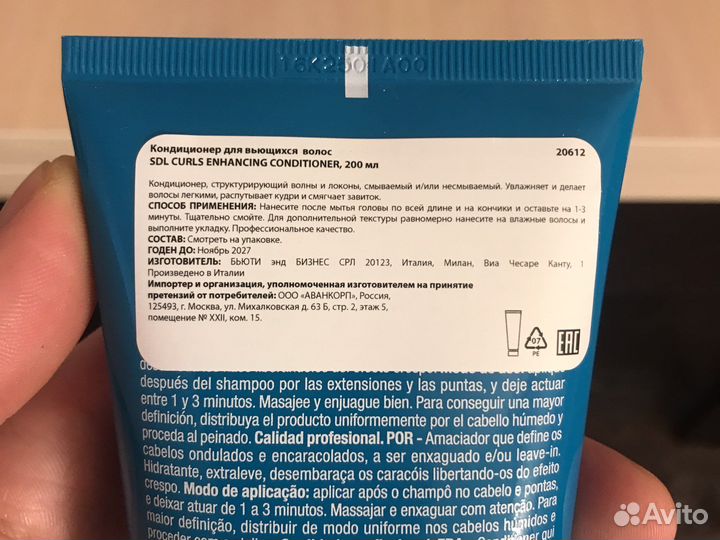 16K2501A00
Кондиционер для вьющихся волос 20612
SDL CURLS ENHANCING CONDITIONER, 200 мл
Кондиционер, структурирующий волны и локоны, смываемый и/или несмываемый. Увлажняет и делает
волосы легкими, распутывает кудри и смягчает завиток.
СПОСОБ ПРИМЕНЕНИЯ: Нанесите после мытья головы по всей длине и на кончики и оставьте на 1-3
минуты. Тщательно смойте. Для дополнительной текстуры равномерно нанесите на влажные волосы и
выполните укладку. Профессиональное качество.
СОСТАВ: Смотреть на упаковке.
ГОДЕН ДО: Ноябрь 2027
ИЗГОТОВИТЕЛЬ: БЬЮТИ энд БИЗНЕС СРЛ 20123, Италия, Милан, Виа Чесаре Канту, 1
Произведено в Италии
Импортер и организация, уполномоченная изготовителем на принятие
претензий от потребителей: ООО «АВАНКОРП», Россия,
125493, г. Москва, ул. Михалковская д. 63 Б, стр. 2, этаж 5,
помещение № XXII, ком. 15.
07
PE
EAC
después del shampoo por las extensiones y las puntas, y deje actuar
entre 1 y 3 minutos. Masajee y enjuague bien. Para conseguir una mayor
definición, distribuya el producto uniformemente por el cabello húmedo y
proceda al peinado. Calidad profesional. POR - Amaciador que define os
cabelos ondulados e encaracolados, a ser enxaguado e/ou leave-in.
Hidratante, extraleve, desembaraça os caracóis libertando-os do efeito
crespo. Modo de aplicação: aplicar após o champô no cabelo e pontas,
e deixar atuar de 1 a 3 minutos. Massajar e enxaguar com atenção. Para
maior definição, distribuir de modo uniforme nos cabelos húmidos e
proceder
Avito